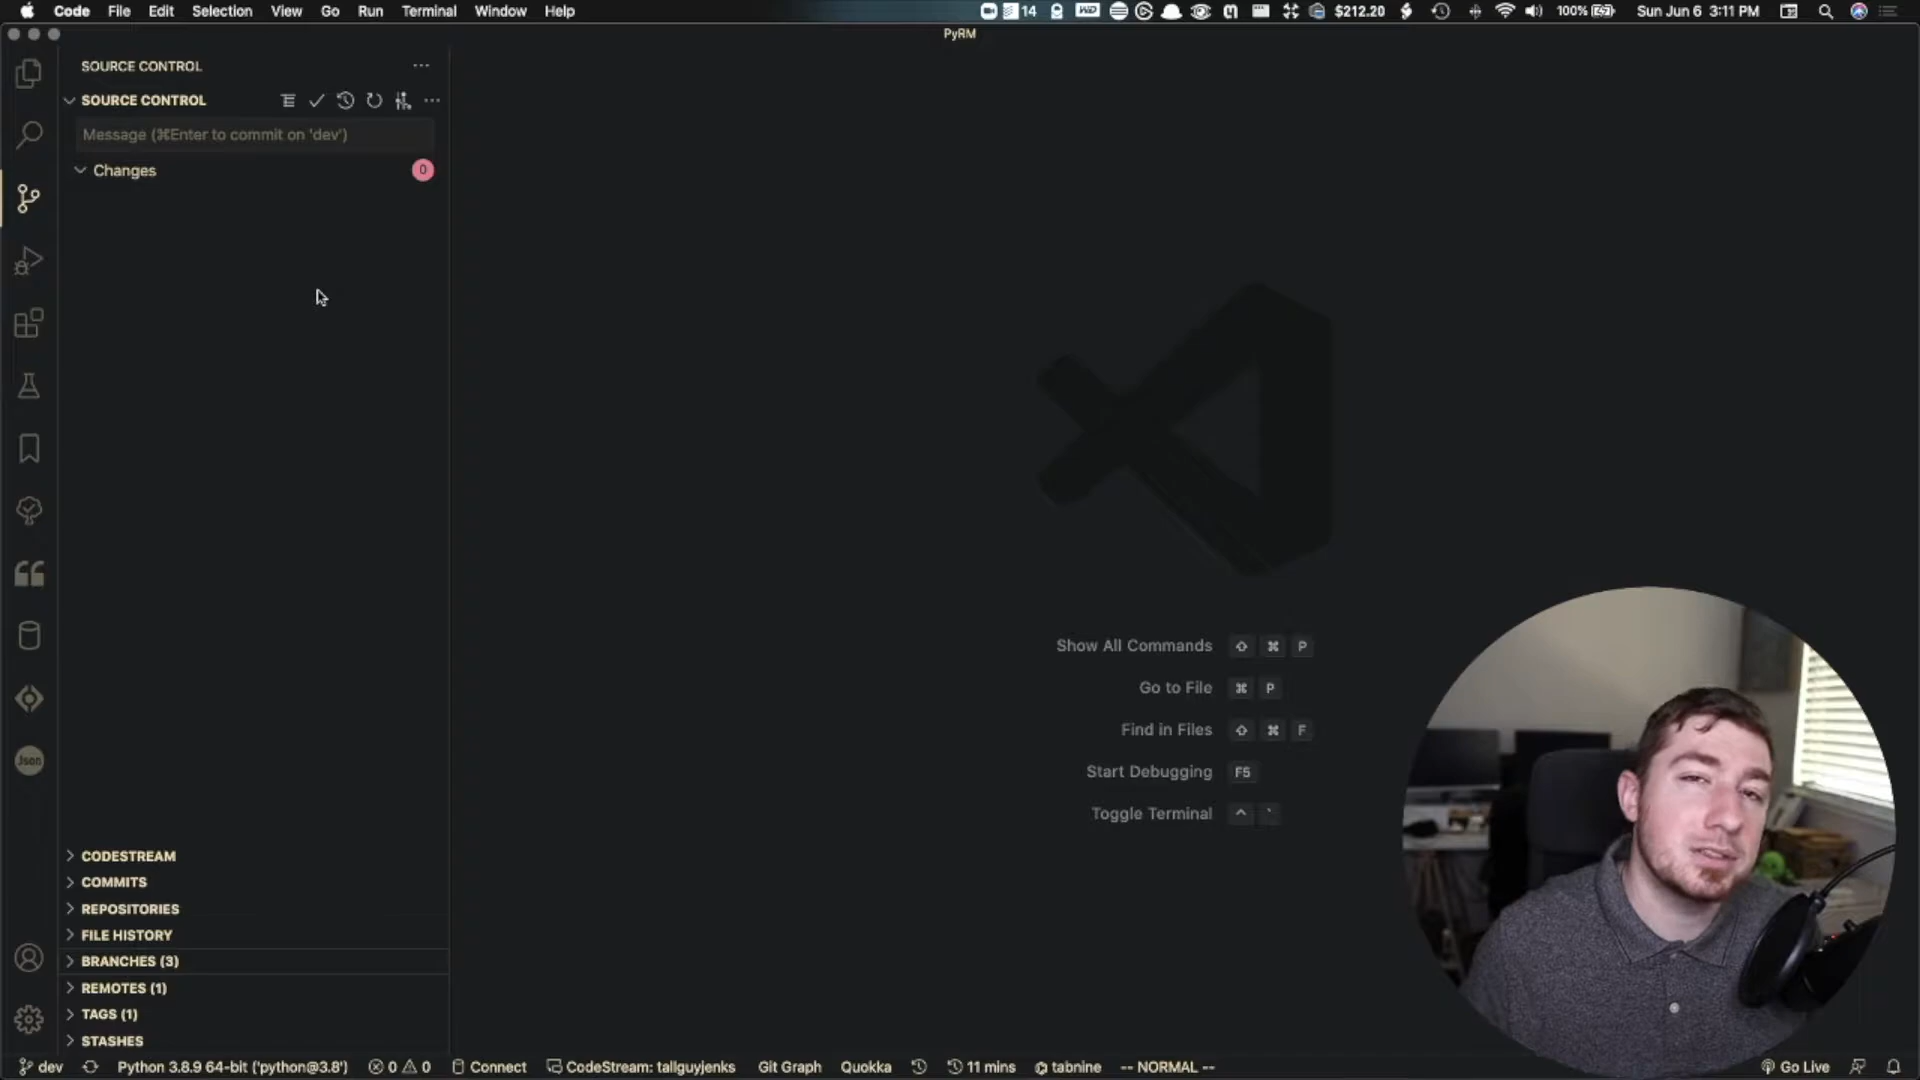 Code File Edit Selection View Go Run Terminal Window Help 14 $212.20 100% Sun Jun 6 3:11 PM
PyRM
SOURCE CONTROL
SOURCE CONTROL
Message (⌘Enter to commit on 'dev')
Changes 0
Show All Commands ⇧ ⌘ P
Go to File ⌘ P
Find in Files ⇧ ⌘ F
Start Debugging F5
Toggle Terminal ^ `
Json
CODESTREAM
COMMITS
REPOSITORIES
FILE HISTORY
BRANCHES (3)
REMOTES (1)
TAGS (1)
STASHES
dev Python 3.8.9 64-bit ('python@3.8') 0 0 Connect CodeStream: tallguyjenks Git Graph Quokka 11 mins tabnine -- NORMAL -- Go Live